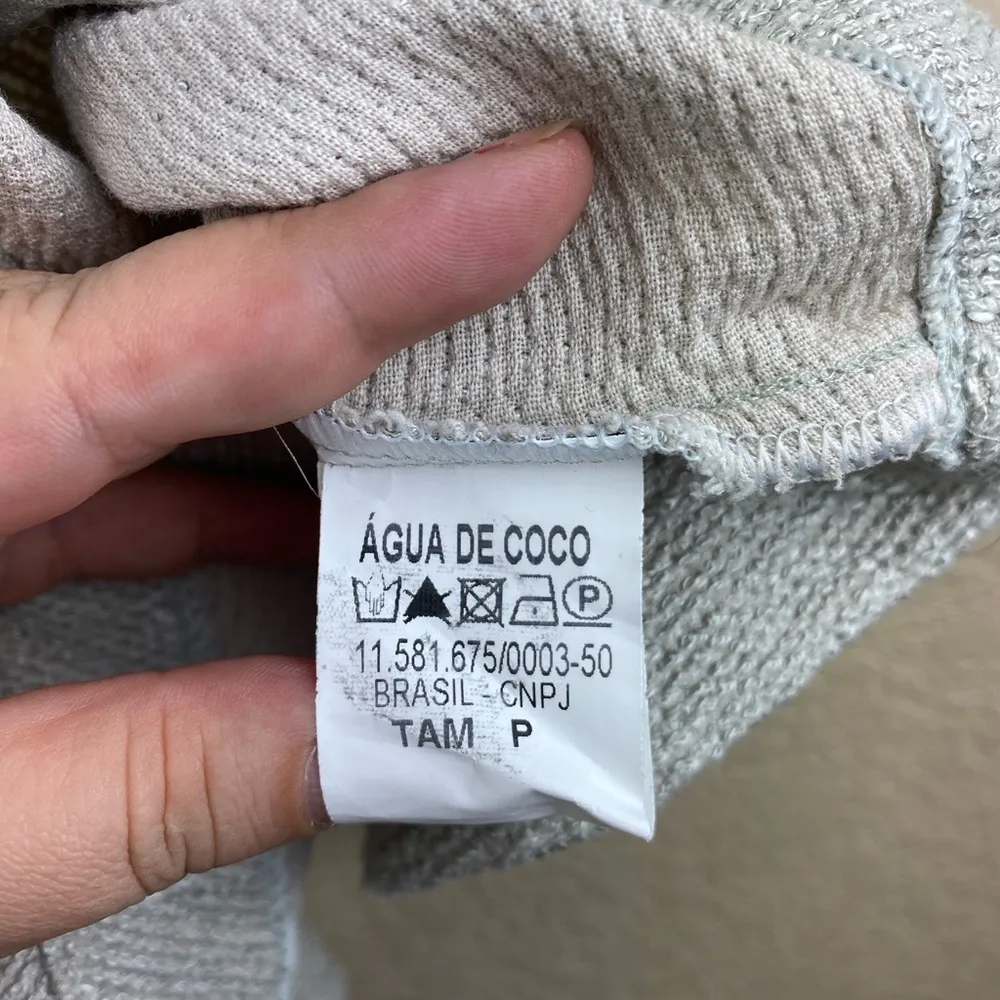 ÁGUA DE COCO
P
11.581.675/0003-50
BRASIL - CNPJ
TAM P